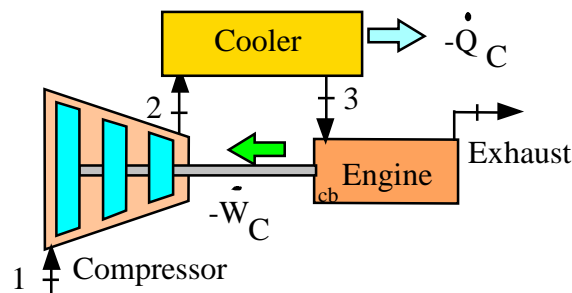 Cooler
-Q̇ C
2
3
Exhaust
Engine
cb
-Ẇ C
Compressor
1